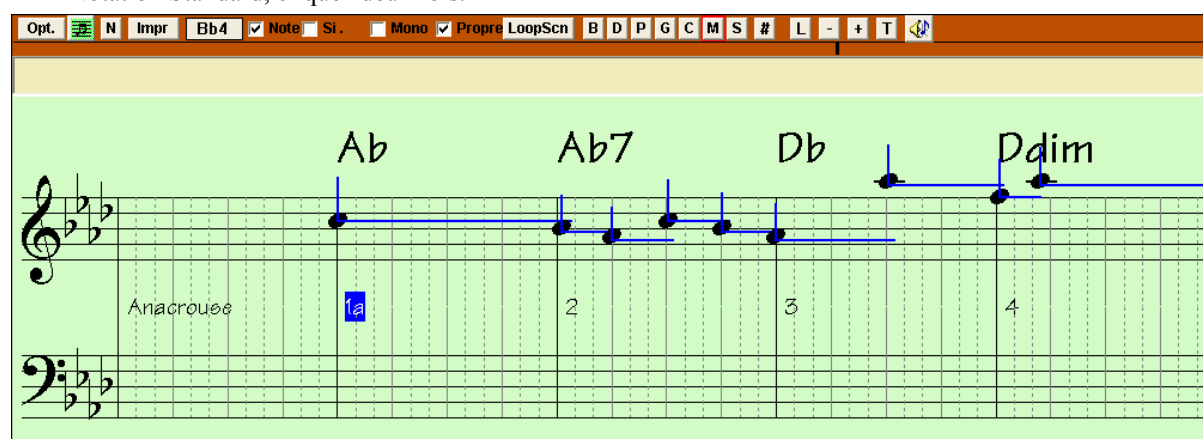 Opt. N Impr Bb4 Note Si. Mono Propre LoopScn B D P G C M S # L - + T
Ab Ab7 Db Ddim
Anacrouse 1a 2 3 4